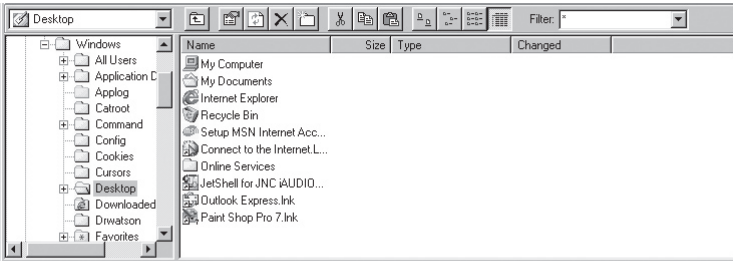 Desktop
Filter: *
Windows
All Users
Application D
Applog
Catroot
Command
Config
Cookies
Cursors
Desktop
Downloaded
Drwatson
Favorites
Name Size Type Changed
My Computer
My Documents
Internet Explorer
Recycle Bin
Setup MSN Internet Acc...
Connect to the Internet.L...
Online Services
JetShell for JNC iAUDIO...
Outlook Express.lnk
Paint Shop Pro 7.lnk